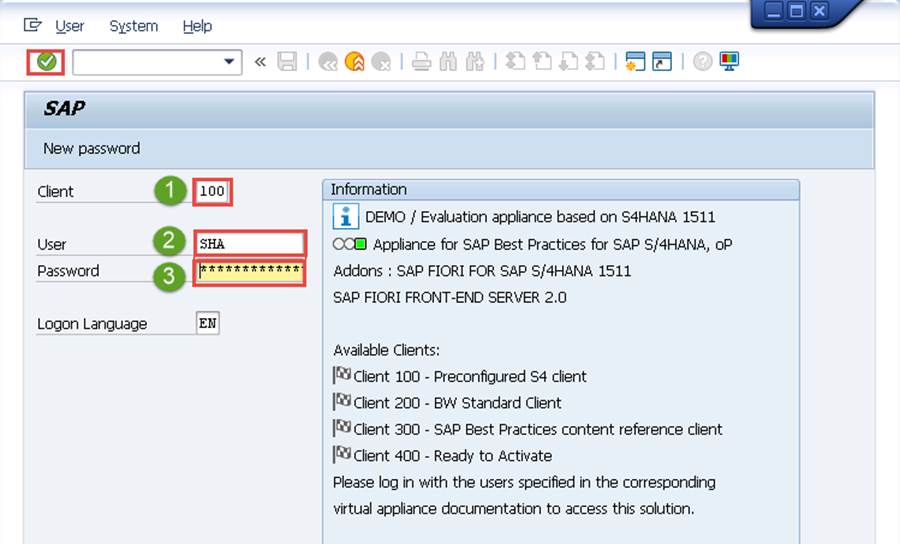 User System Help
SAP
New password
Client 1 100
User 2 SHA
Password 3 *************
Logon Language EN
Information
DEMO / Evaluation appliance based on S4HANA 1511
Appliance for SAP Best Practices for SAP S/4HANA, oP
Addons : SAP FIORI FOR SAP S/4HANA 1511
SAP FIORI FRONT-END SERVER 2.0
Available Clients:
Client 100 - Preconfigured S4 client
Client 200 - BW Standard Client
Client 300 - SAP Best Practices content reference client
Client 400 - Ready to Activate
Please log in with the users specified in the corresponding
virtual appliance documentation to access this solution.